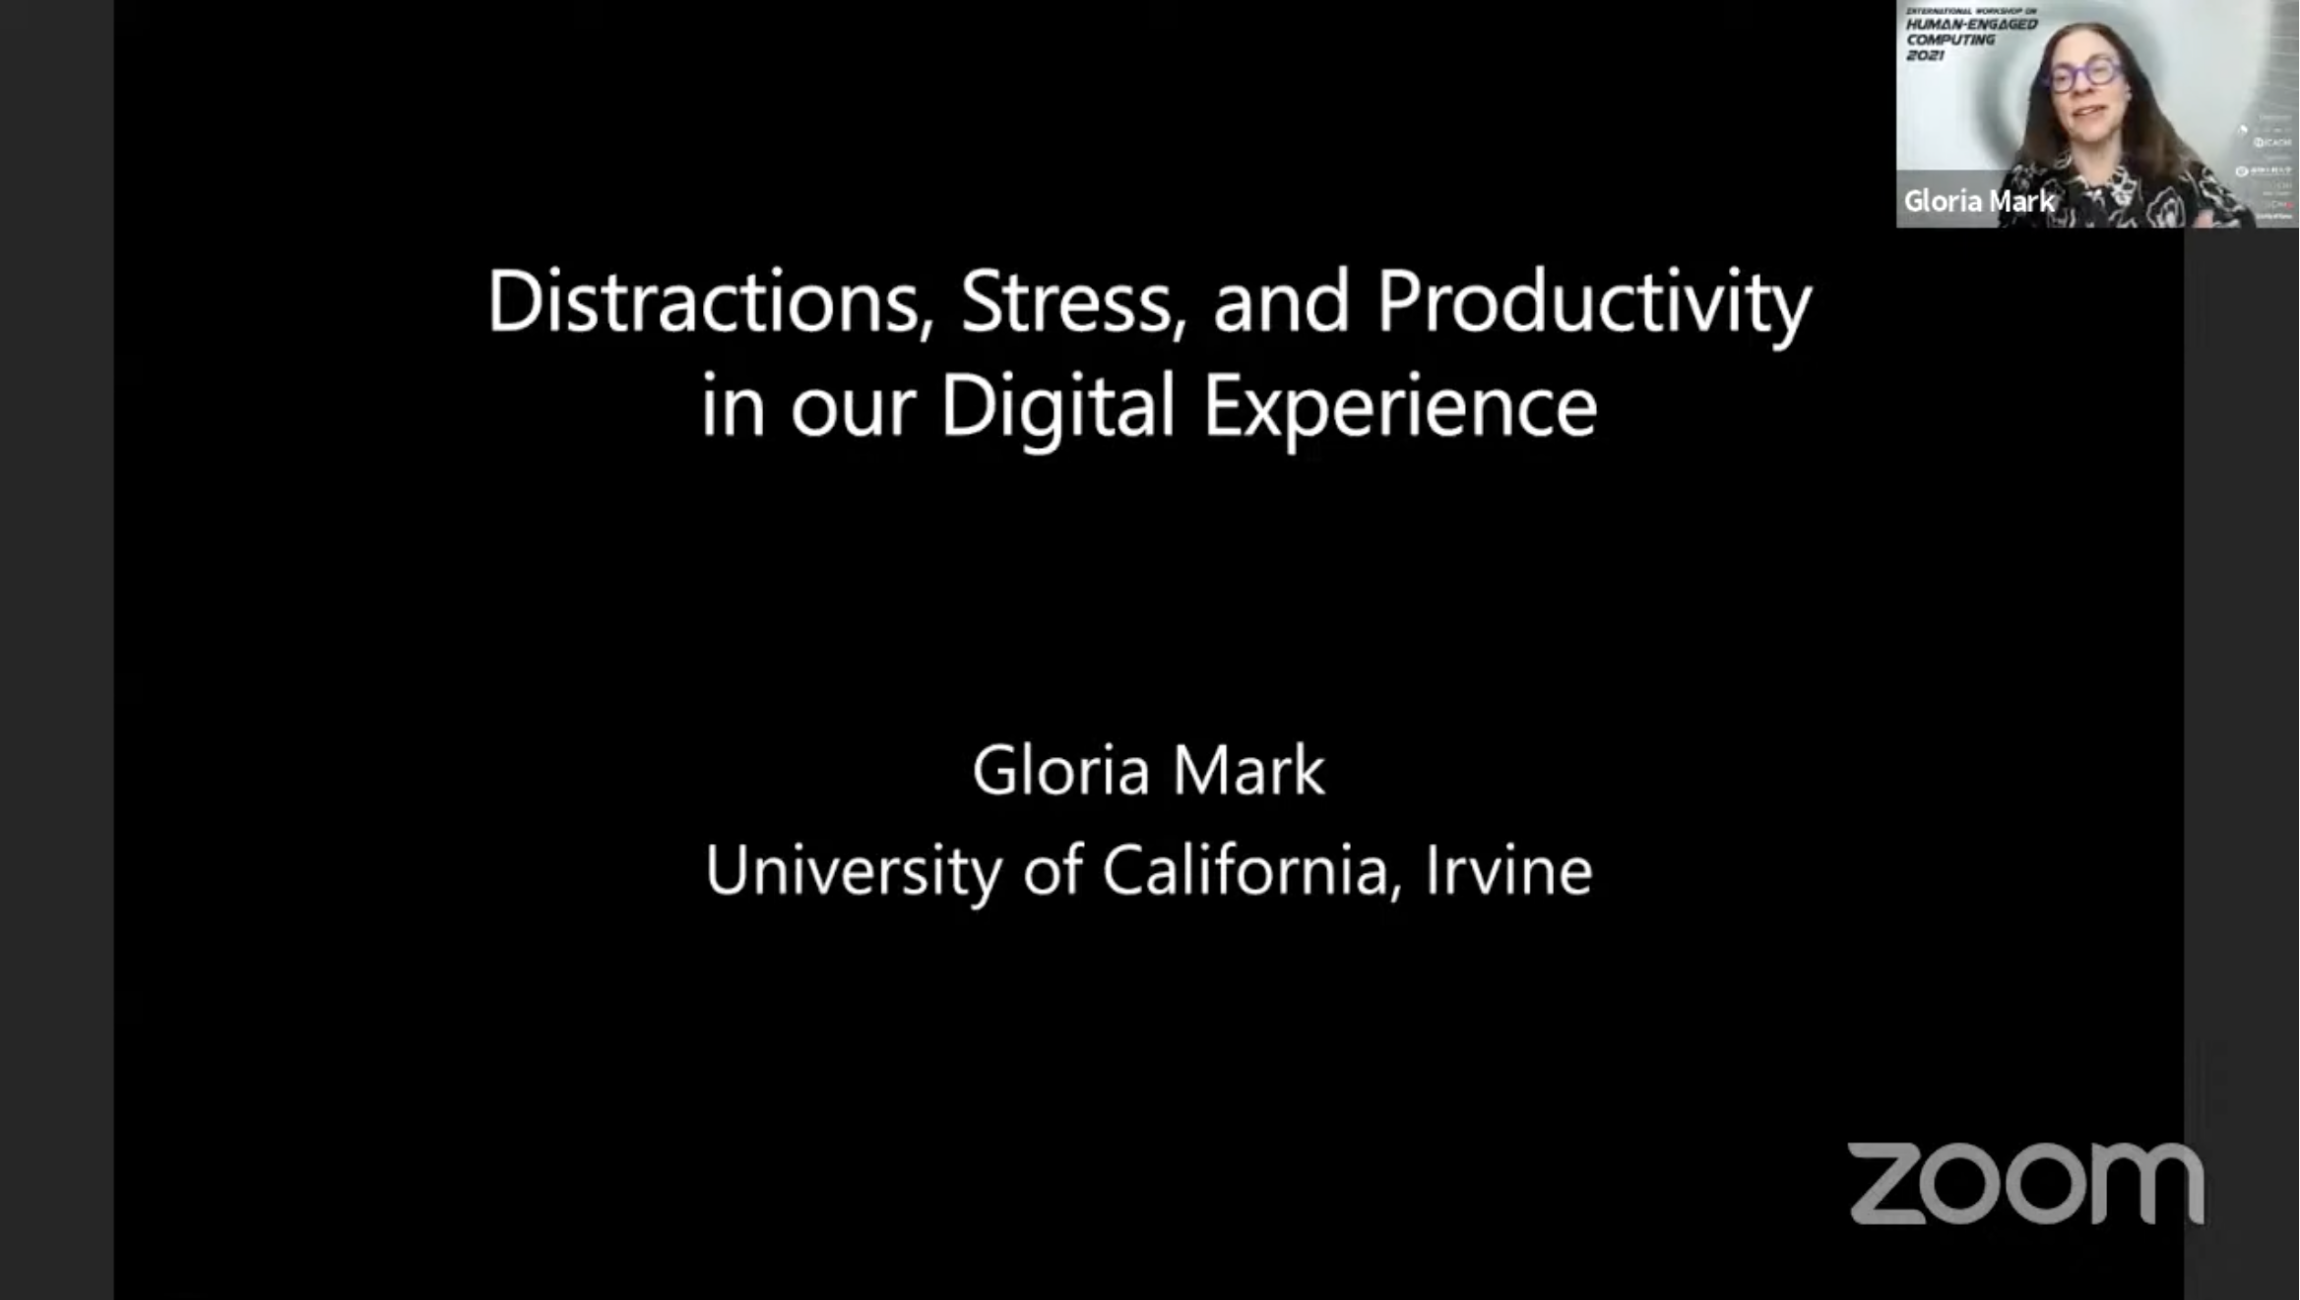 INTERNATIONAL WORKSHOP ON
HUMAN-ENGAGED
COMPUTING
2021
Gloria Mark
Distractions, Stress, and Productivity
in our Digital Experience
Gloria Mark
University of California, Irvine
zoom